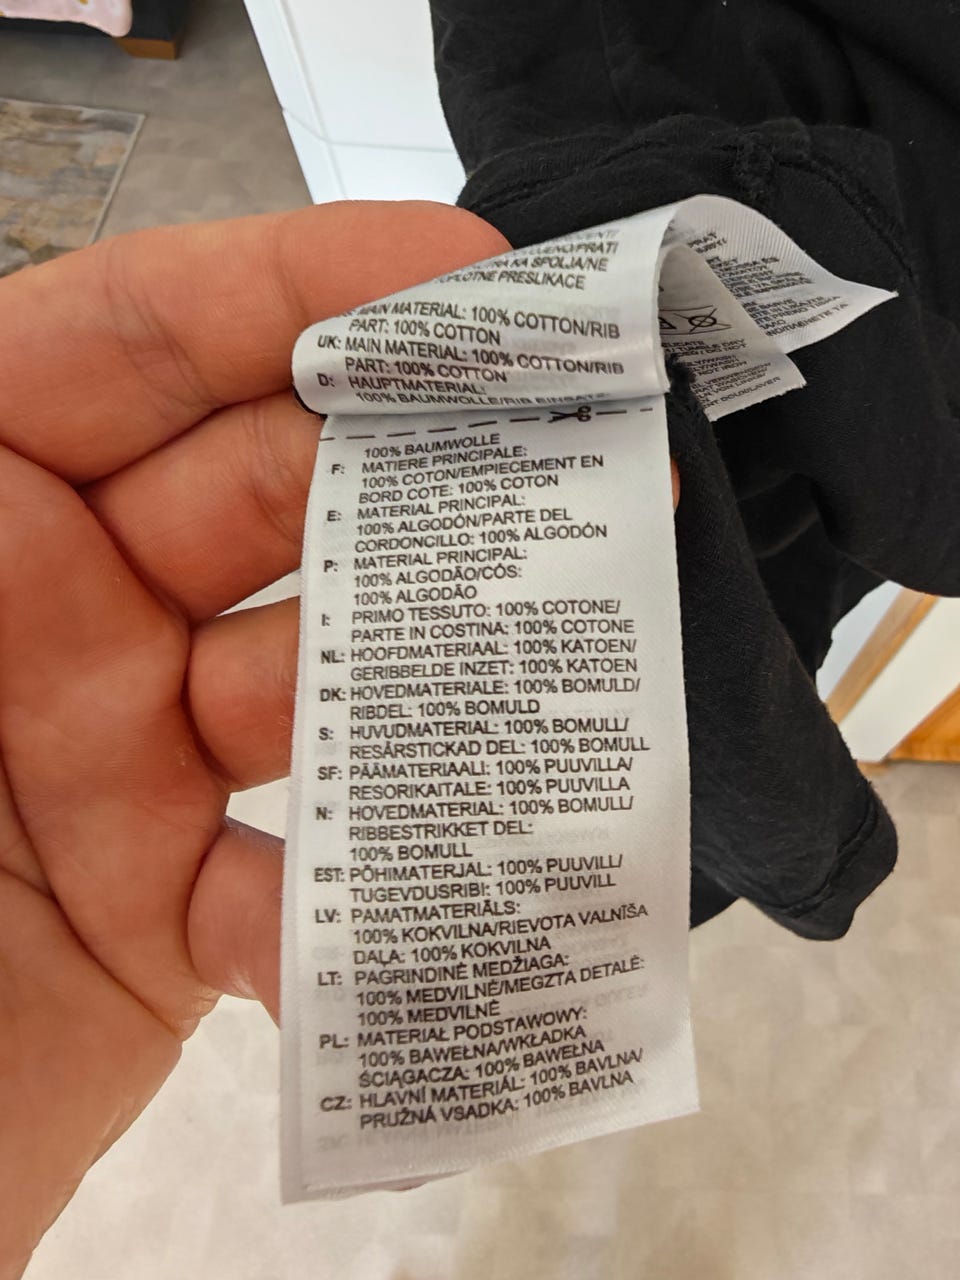 PRATI
KA SPOLJA/NE
PRESLIKACE
MAIN MATERIAL: 100% COTTON/RIB
PART: 100% COTTON
UK: MAIN MATERIAL: 100% COTTON/RIB
PART: 100% COTTON
D: HAUPTMATERIAL:
100% BAUMWOLLE/RIB
100% BAUMWOLLE
F: MATIERE PRINCIPALE:
100% COTON/EMPIECEMENT EN
BORD COTE: 100% COTON
E: MATERIAL PRINCIPAL:
100% ALGODÓN/PARTE DEL
CORDONCILLO: 100% ALGODÓN
P: MATERIAL PRINCIPAL:
100% ALGODÃO/CÓS:
100% ALGODÃO
I: PRIMO TESSUTO: 100% COTONE/
PARTE IN COSTINA: 100% COTONE
NL: HOOFDMATERIAAL: 100% KATOEN/
GERIBBELDE INZET: 100% KATOEN
DK: HOVEDMATERIALE: 100% BOMULD/
RIBDEL: 100% BOMULD
S: HUVUDMATERIAL: 100% BOMULL/
RESÅRSTICKAD DEL: 100% BOMULL
SF: PÄÄMATERIAALI: 100% PUUVILLA/
RESORIKAITALE: 100% PUUVILLA
N: HOVEDMATERIAL: 100% BOMULL/
RIBBESTRIKKET DEL:
100% BOMULL
EST: PÕHIMATERJAL: 100% PUUVILL/
TUGEVDUSRIBI: 100% PUUVILL
LV: PAMATMATERIĀLS:
100% KOKVILNA/RIEVOTA VALNĪŠA
DAĻA: 100% KOKVILNA
LT: PAGRINDINĖ MEDŽIAGA:
100% MEDVILNĖ/MEGZTA DETALĖ:
100% MEDVILNĖ
PL: MATERIAŁ PODSTAWOWY:
100% BAWEŁNA/WKŁADKA
ŚCIĄGACZA: 100% BAWEŁNA
CZ: HLAVNÍ MATERIÁL: 100% BAVLNA/
PRUŽNÁ VSADKA: 100% BAVLNA